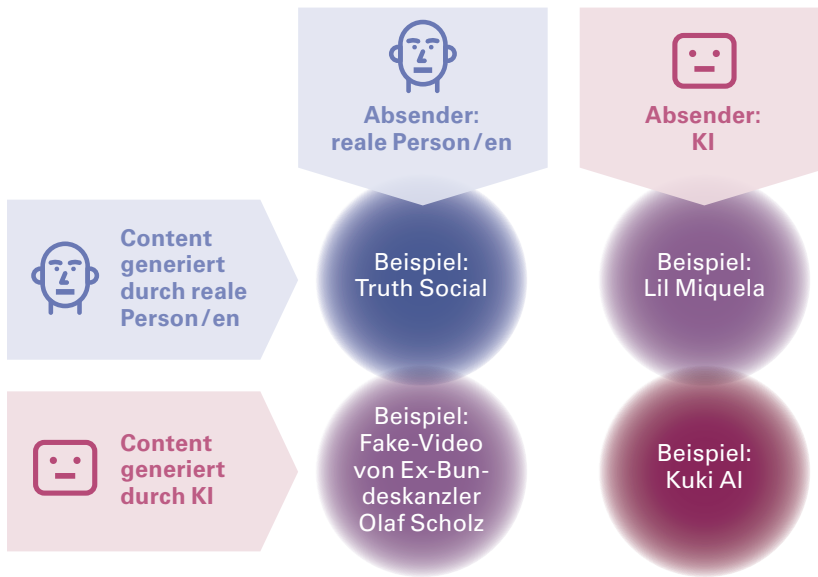 Absender:
reale Person/en
Absender:
KI
Content
generiert
durch reale
Person/en
Beispiel:
Truth Social
Beispiel:
Lil Miquela
Content
generiert
durch KI
Beispiel:
Fake-Video
von Ex-Bun-
deskanzler
Olaf Scholz
Beispiel:
Kuki AI